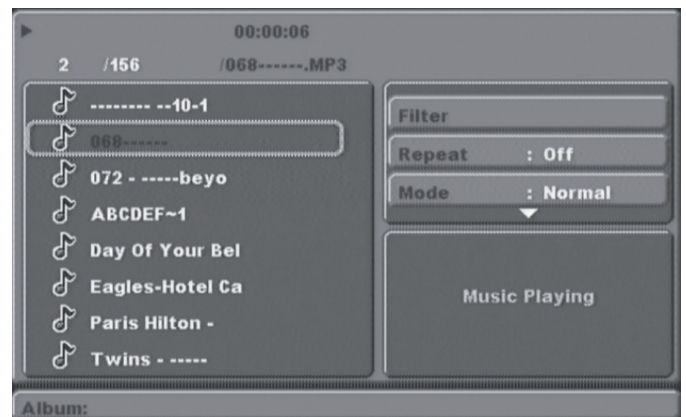 00:00:06
2 /156 /068------.MP3
-------- --10-1
068------
072 - -----beyo
ABCDEF~1
Day Of Your Bel
Eagles-Hotel Ca
Paris Hilton -
Twins - -----
Filter
Repeat : Off
Mode : Normal
Music Playing
Album: